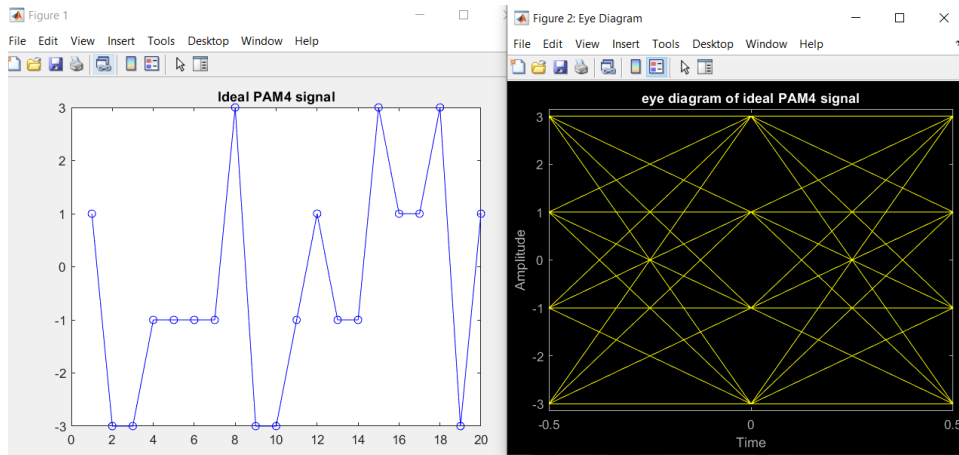 Figure 1
File Edit View Insert Tools Desktop Window Help
Ideal PAM4 signal
3
2
1
0
-1
-2
-3
0 2 4 6 8 10 12 14 16 18 20
Figure 2: Eye Diagram
File Edit View Insert Tools Desktop Window Help
eye diagram of ideal PAM4 signal
Amplitude
3
2
1
0
-1
-2
-3
-0.5 0 0.5
Time